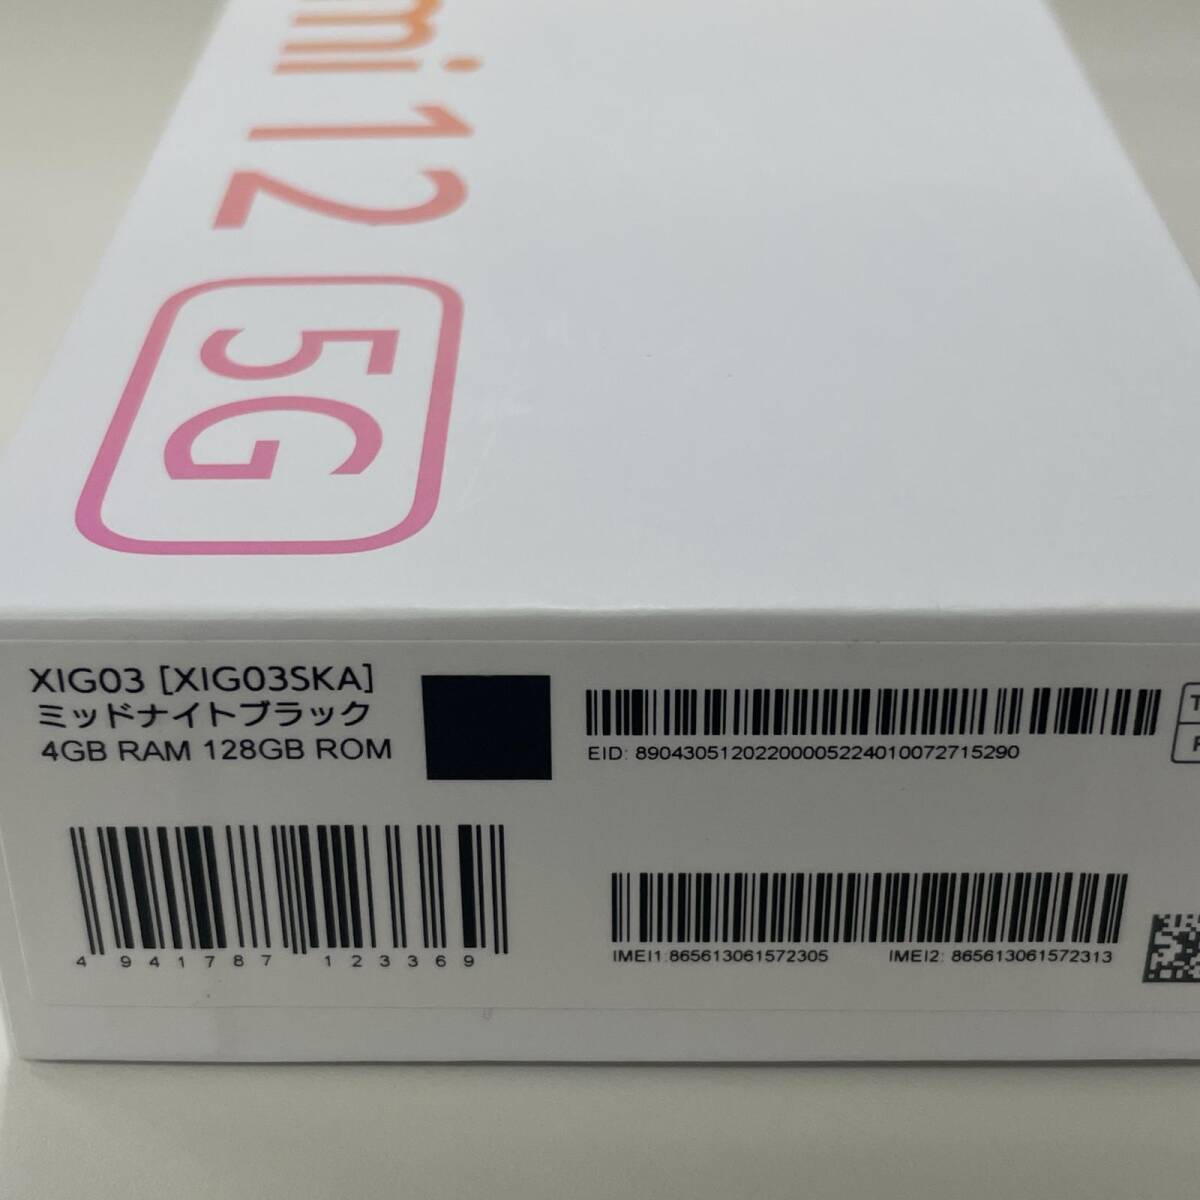 mi 12
5G
XIG03 [XIG03SKA]
ミッドナイトブラック
4GB RAM 128GB ROM
EID: 89043051202200005224010072715290
4 941787 123369
IMEI1:865613061572305 IMEI2: 865613061572313